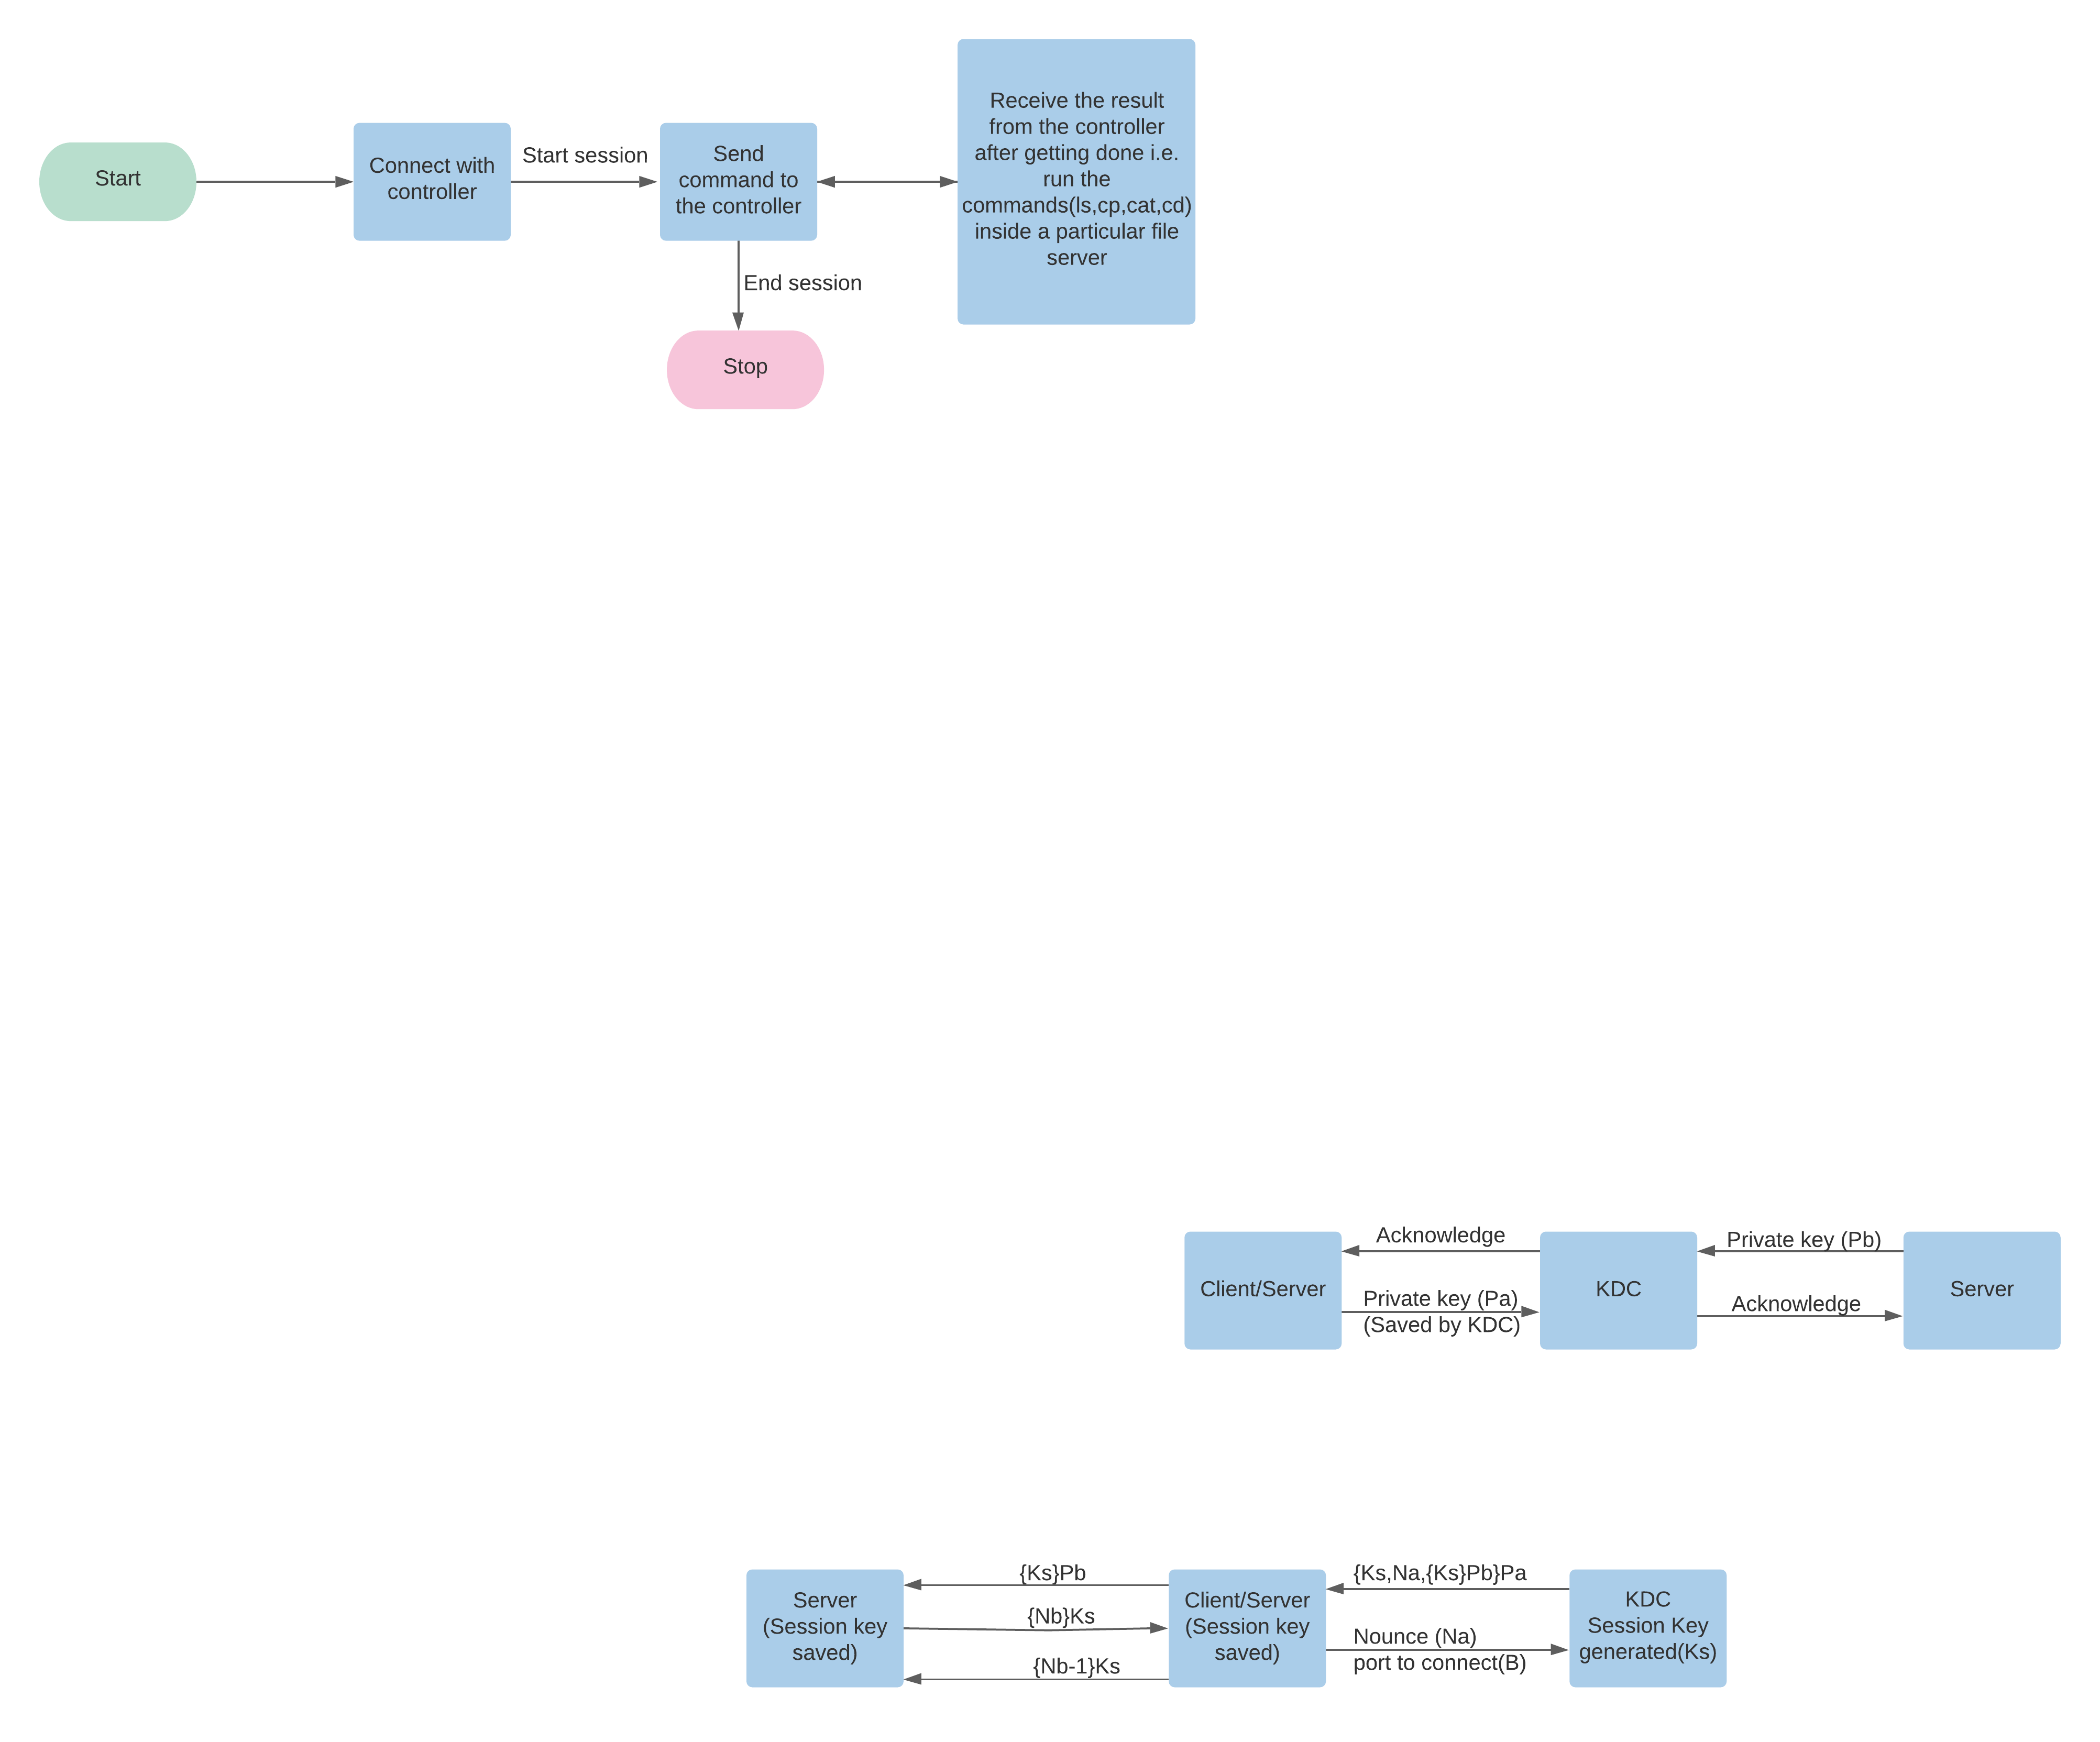 Start
Connect with
controller
Start session
Send
command to
the controller
Receive the result
from the controller
after getting done i.e.
run the
commands(ls,cp,cat,cd)
inside a particular file
server
End session
Stop
Client/Server
Acknowledge
Private key (Pa)
(Saved by KDC)
KDC
Private key (Pb)
Acknowledge
Server
Server
(Session key
saved)
{Ks}Pb
{Nb}Ks
{Nb-1}Ks
Client/Server
(Session key
saved)
{Ks,Na,{Ks}Pb}Pa
Nounce (Na)
port to connect(B)
KDC
Session Key
generated(Ks)